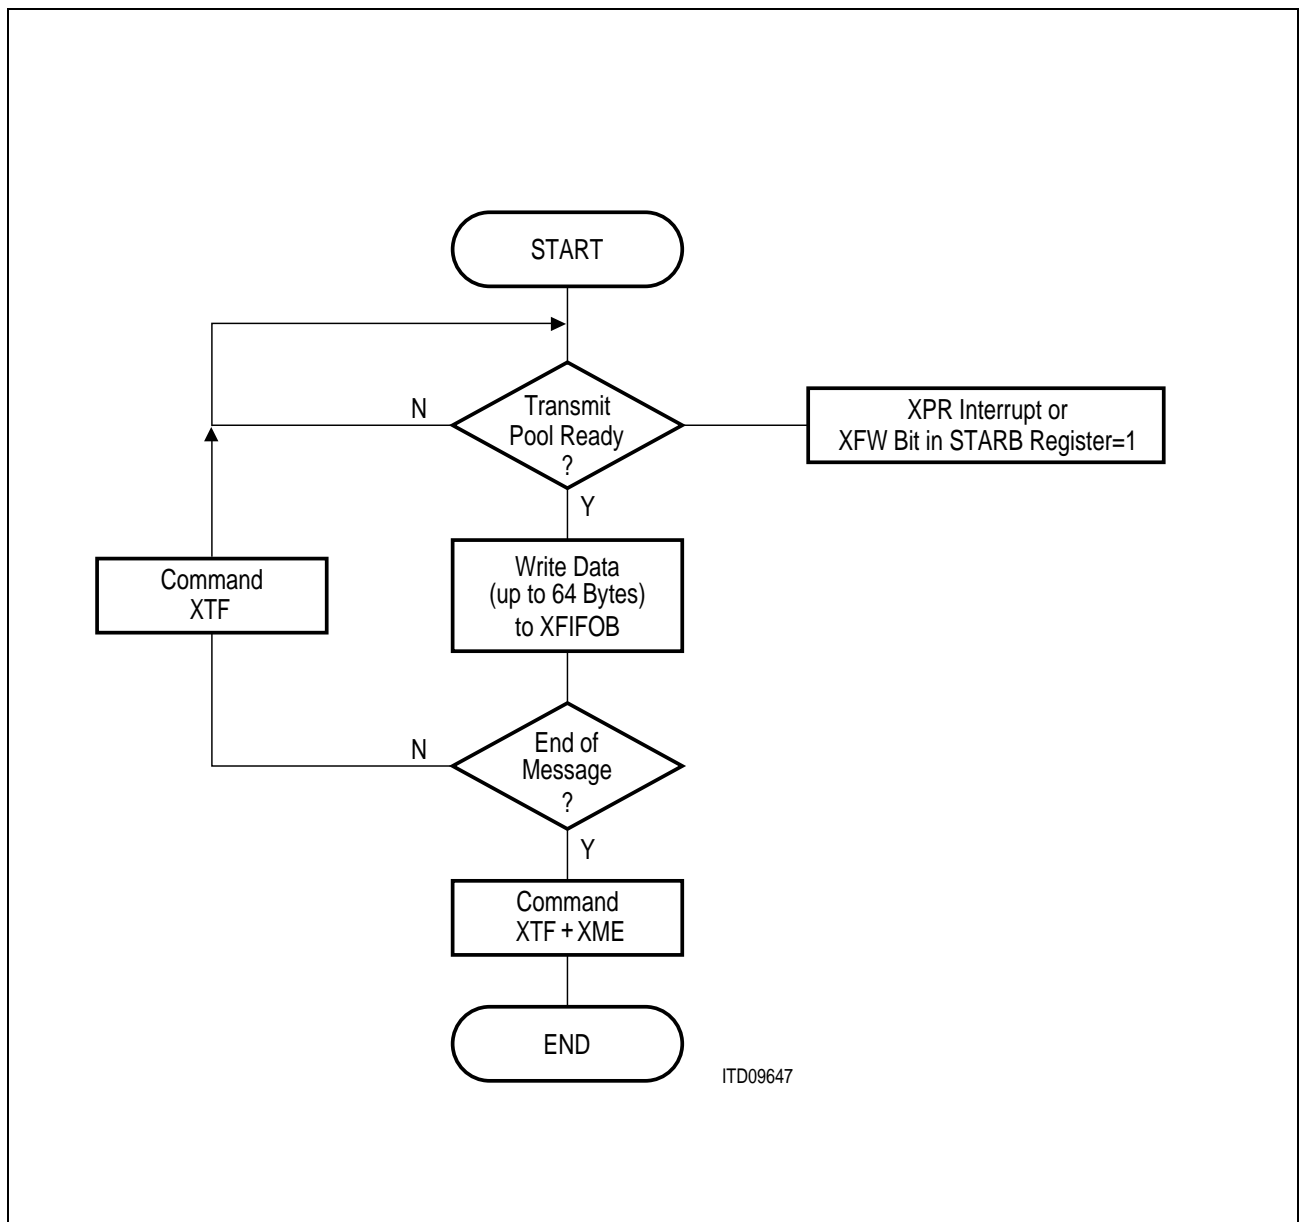 START
N
Transmit
Pool Ready
?
XPR Interrupt or
XFW Bit in STARB Register=1
Y
Command
XTF
Write Data
(up to 64 Bytes)
to XFIFOB
N
End of
Message
?
Y
Command
XTF + XME
END
ITD09647